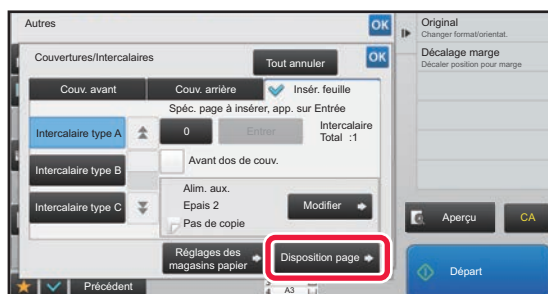 Autres
OK
Couvertures/Intercalaires
Tout annuler
OK
Couv. avant
Couv. arrière
Insér. feuille
Spéc. page à insérer, app. sur Entrée
Intercalaire type A
0
Entrer
Intercalaire
Total :1
Intercalaire type B
Avant dos de couv.
Intercalaire type C
Alim. aux.
Epais 2
Pas de copie
Modifier
Réglages des
magasins papier
Disposition page
Précédent
A3
Original
Changer format/orientat.
Décalage marge
Décaler position pour marge
Aperçu
CA
Départ